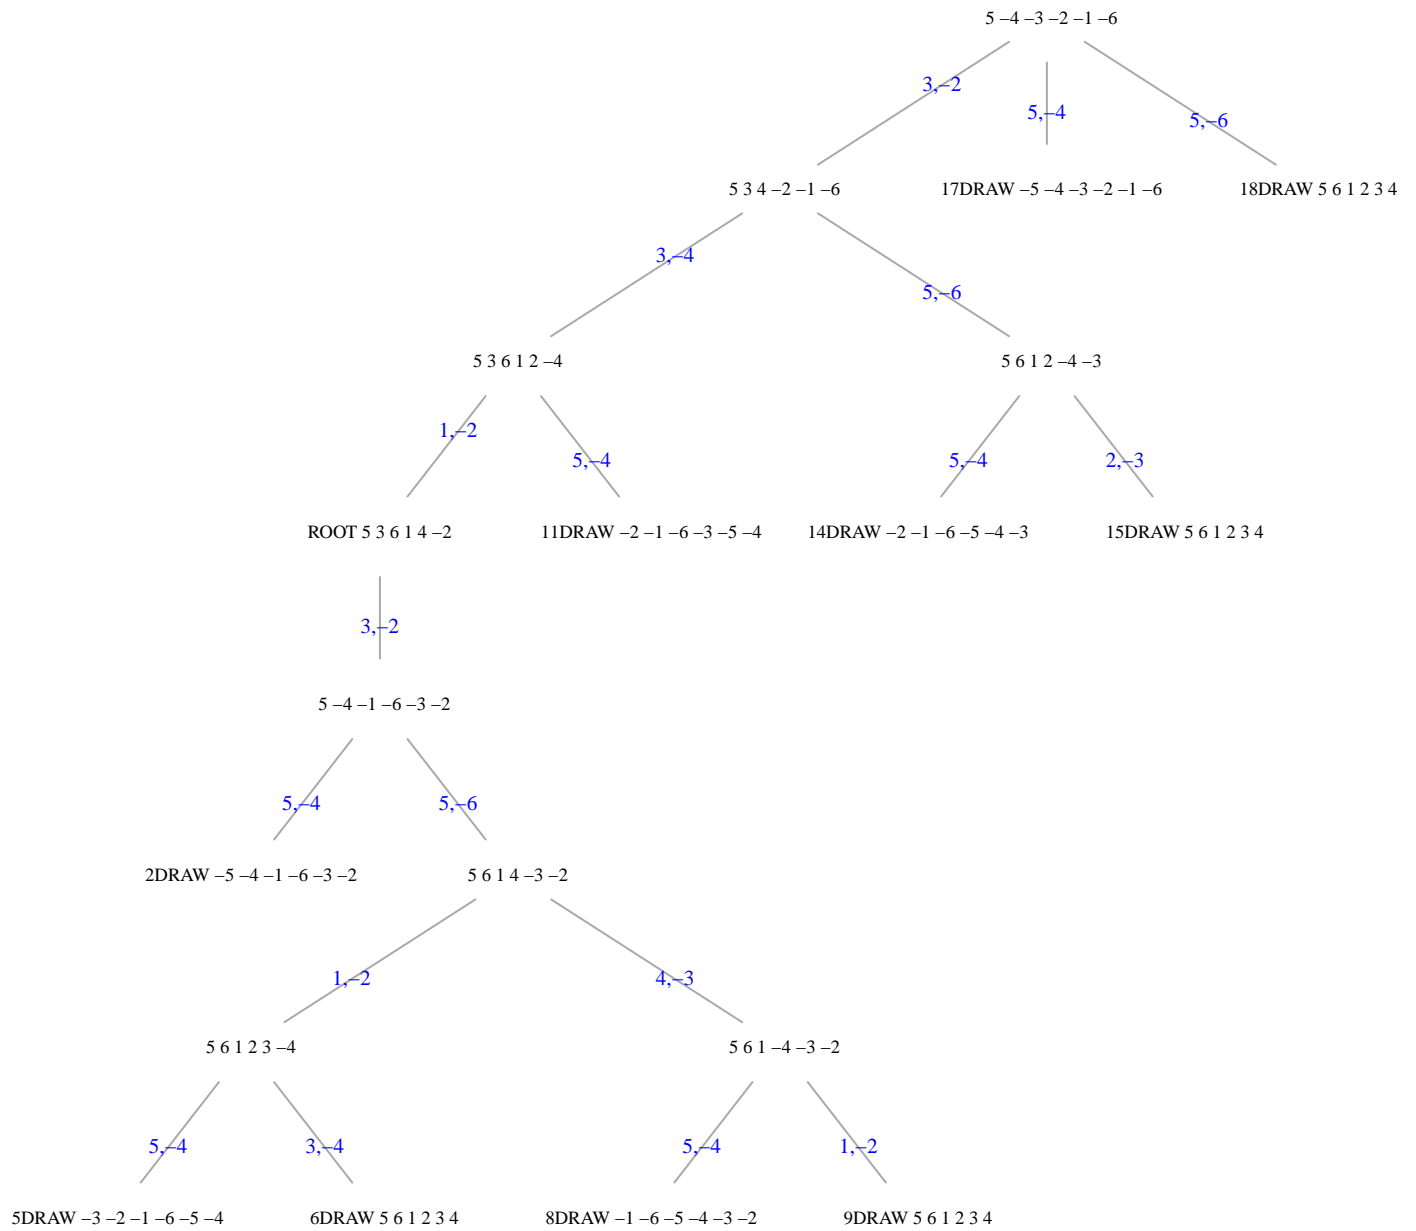 5 –4 –3 –2 –1 –6
3,–2
5,–4
5,–6
5 3 4 –2 –1 –6
17DRAW –5 –4 –3 –2 –1 –6
18DRAW 5 6 1 2 3 4
3,–4
5,–6
5 3 6 1 2 –4
5 6 1 2 –4 –3
1,–2
5,–4
5,–4
2,–3
ROOT 5 3 6 1 4 –2
11DRAW –2 –1 –6 –3 –5 –4
14DRAW –2 –1 –6 –5 –4 –3
15DRAW 5 6 1 2 3 4
3,–2
5 –4 –1 –6 –3 –2
5,–4
5,–6
2DRAW –5 –4 –1 –6 –3 –2
5 6 1 4 –3 –2
1,–2
4,–3
5 6 1 2 3 –4
5 6 1 –4 –3 –2
5,–4
3,–4
5,–4
1,–2
5DRAW –3 –2 –1 –6 –5 –4
6DRAW 5 6 1 2 3 4
8DRAW –1 –6 –5 –4 –3 –2
9DRAW 5 6 1 2 3 4